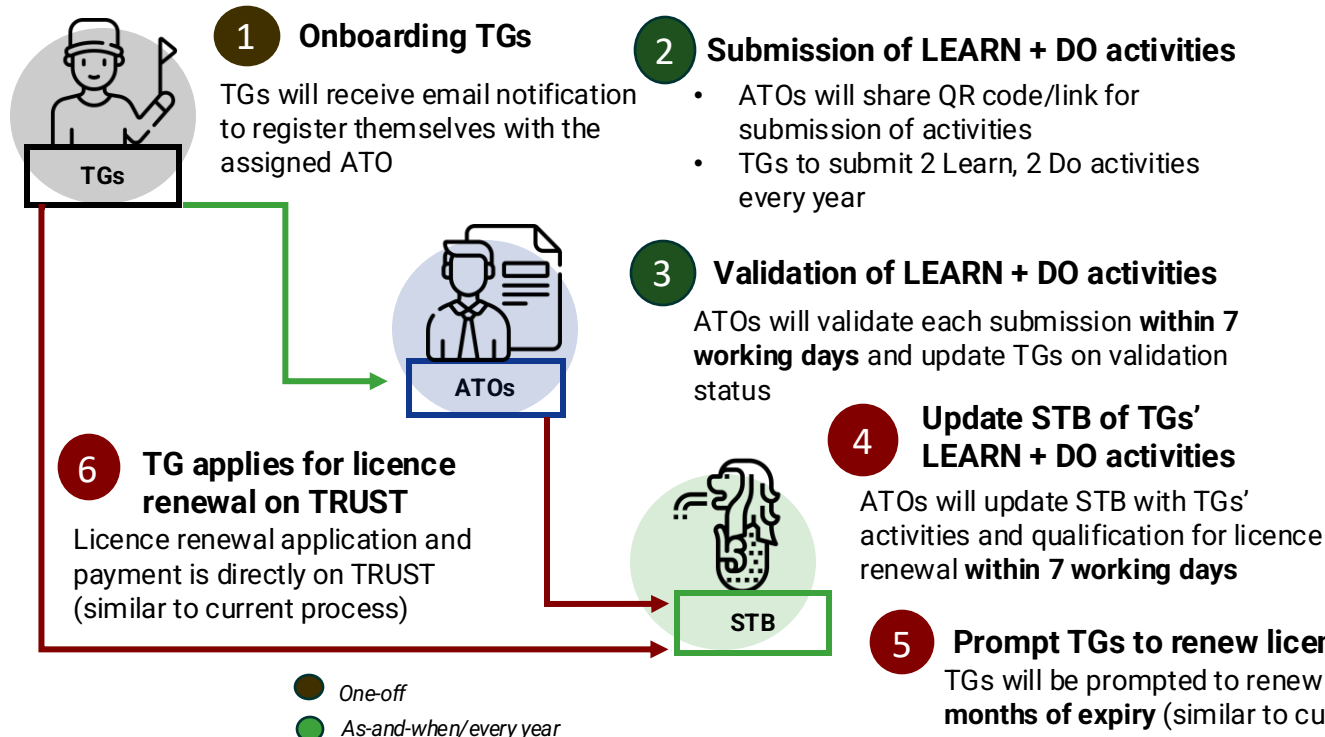 1
Onboarding TGs
TGs will receive email notification
to register themselves with the
assigned ATO
TGs
2
Submission of LEARN + DO activities
• ATOs will share QR code/link for
submission of activities
• TGs to submit 2 Learn, 2 Do activities
every year
3
Validation of LEARN + DO activities
ATOs will validate each submission within 7
working days and update TGs on validation
status
ATOs
4
Update STB of TGs’
LEARN + DO activities
ATOs will update STB with TGs’
activities and qualification for licence
renewal within 7 working days
STB
5
Prompt TGs to renew
TGs will be prompted to renew
months of expiry (similar to
6
TG applies for licence
renewal on TRUST
Licence renewal application and
payment is directly on TRUST
(similar to current process)
One-off
As-and-when/every year